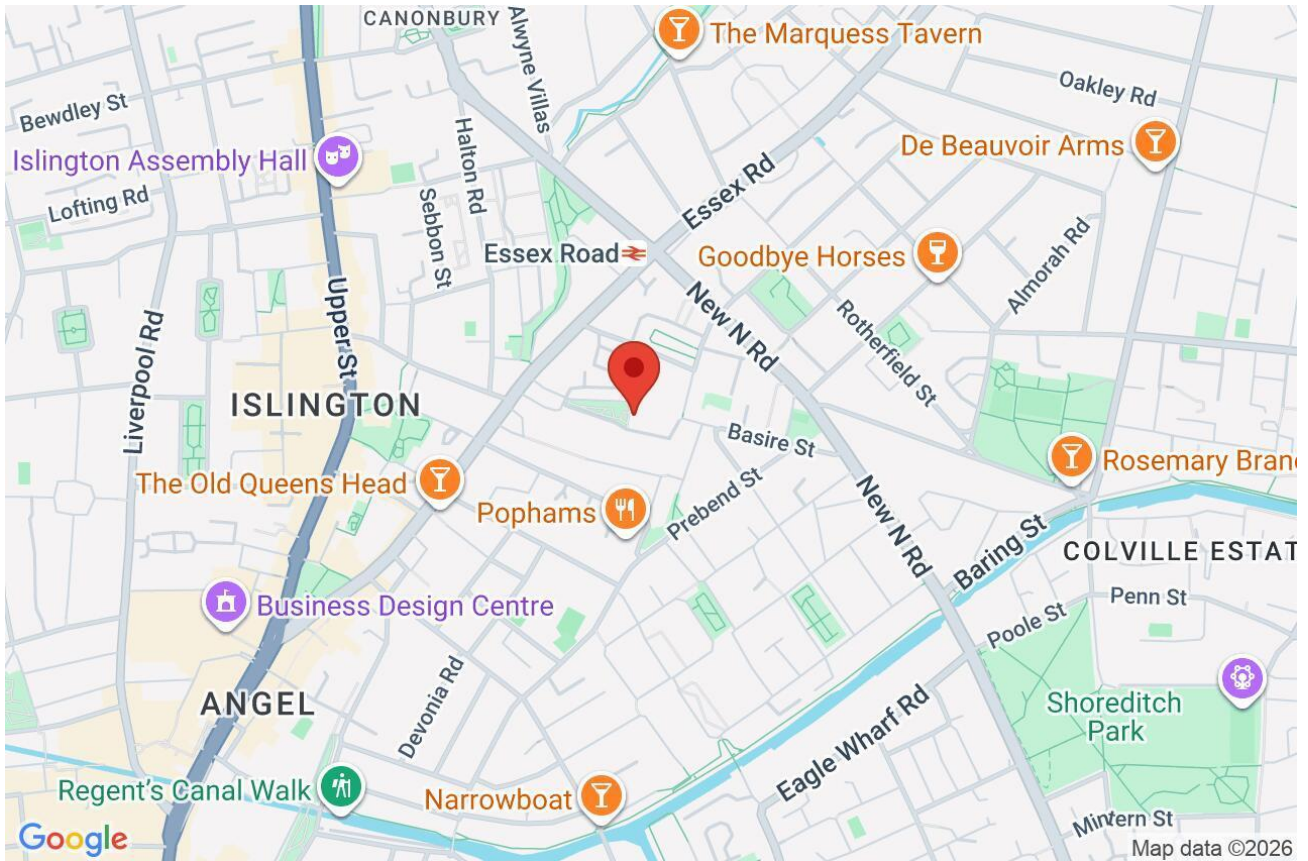 CANONBURY
Alwyne Villas
The Marquess Tavern
Oakley Rd
Bewdley St
Halton Rd
De Beauvoir Arms
Islington Assembly Hall
Lofting Rd
Sebbon St
Essex Rd
Almorah Rd
Essex Road
Goodbye Horses
Upper St
New N Rd
Rotherfield St
Liverpool Rd
ISLINGTON
Basire St
The Old Queens Head
Rosemary Bran
Pophams
Prebend St
New N Rd
Baring St
COLVILLE ESTAT
Business Design Centre
Penn St
Poole St
ANGEL
Devonia Rd
Shoreditch
Park
Eagle Wharf Rd
Regent's Canal Walk
Narrowboat
Mintern St
Google
Map data ©2026